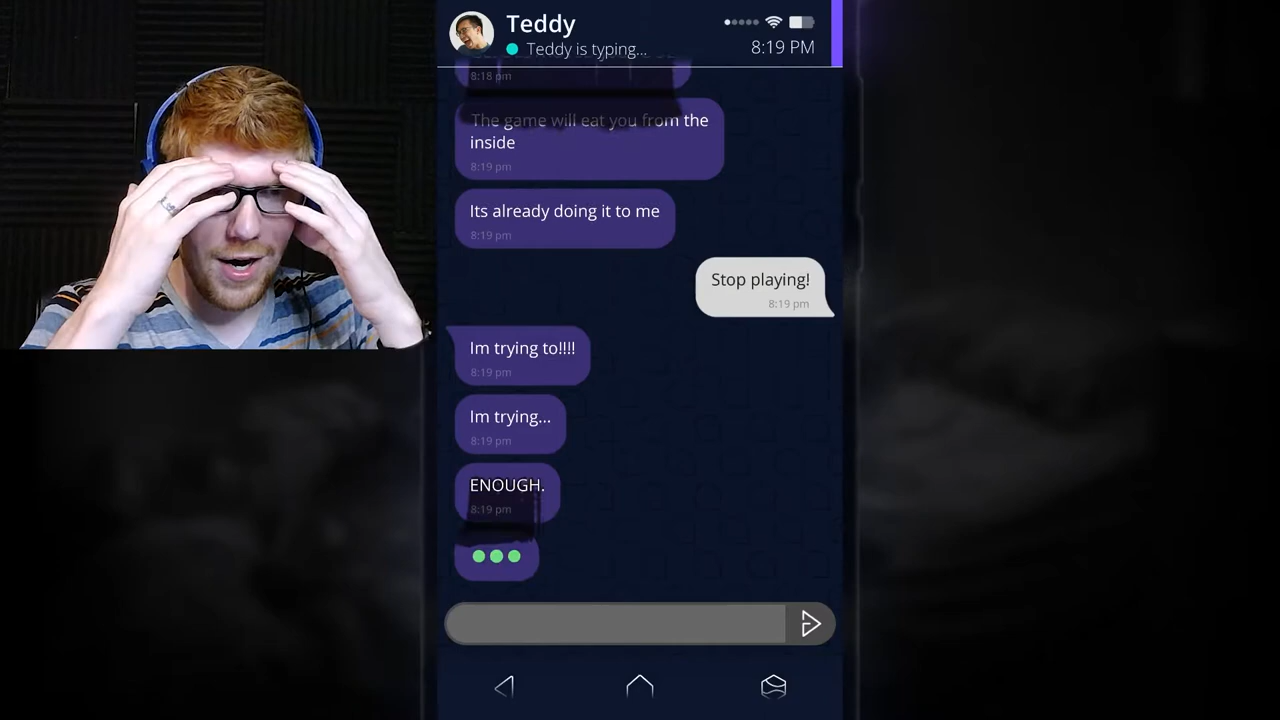 Teddy
Teddy is typing...
8:19 PM
8:18 pm
The game will eat you from the
inside
8:19 pm
Its already doing it to me
8:19 pm
Stop playing!
8:19 pm
Im trying to!!!!
8:19 pm
Im trying...
8:19 pm
ENOUGH.
8:19 pm